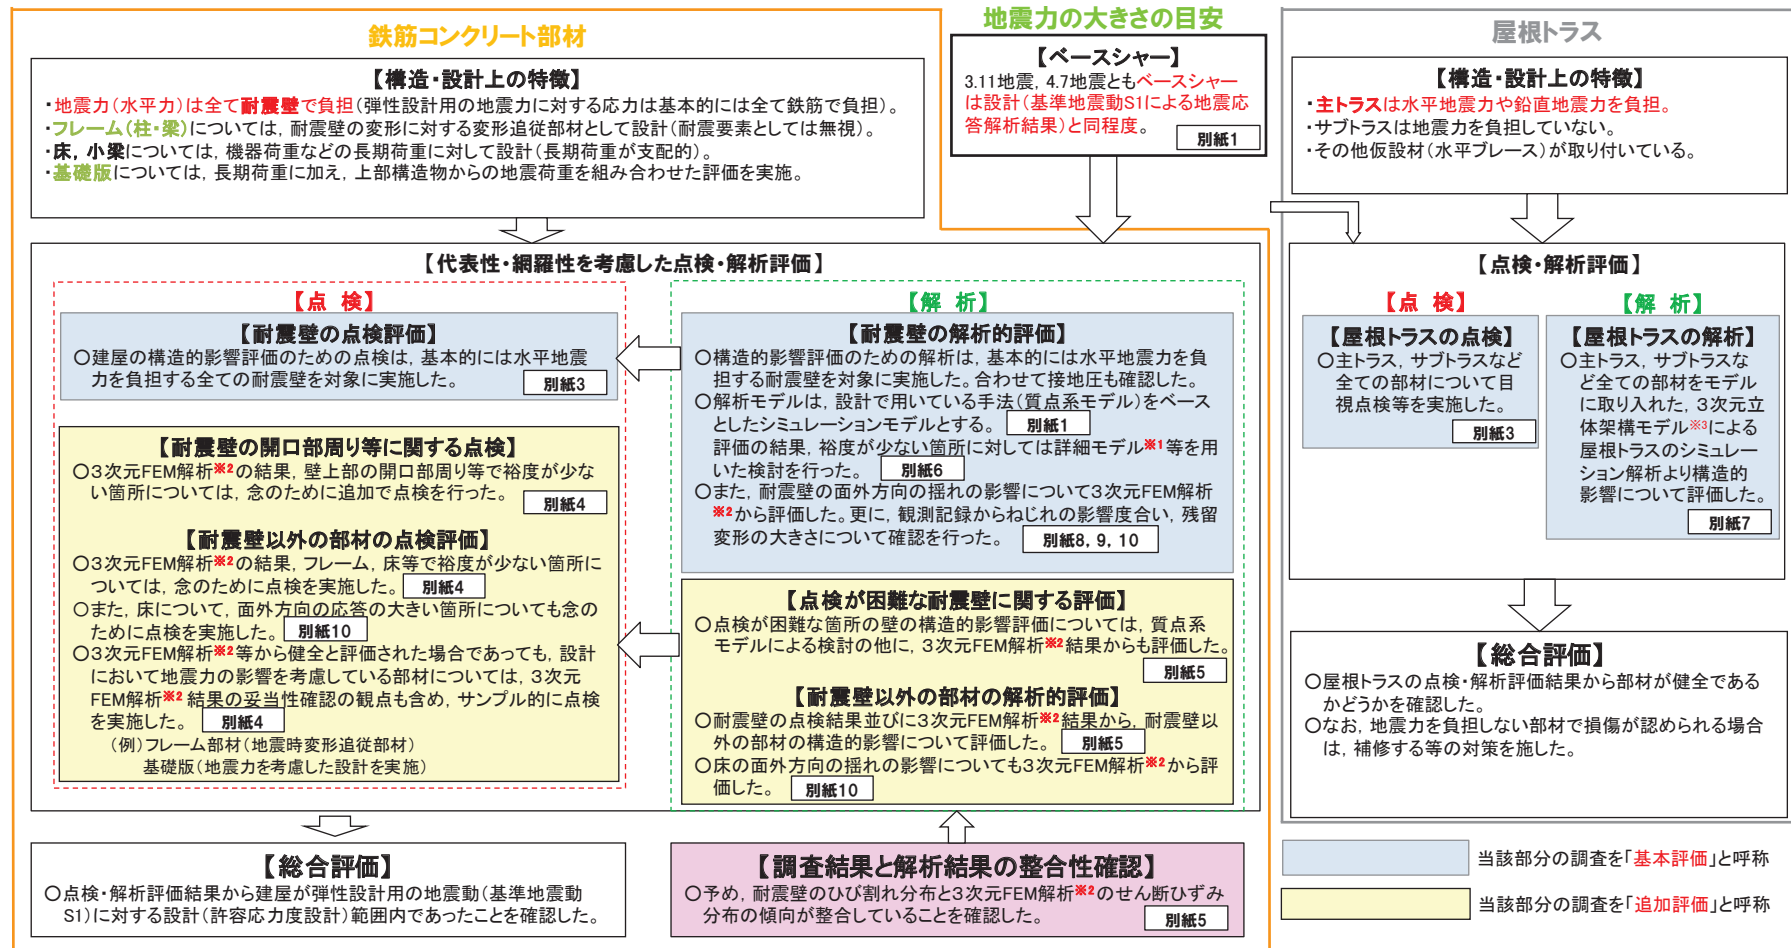 鉄筋コンクリート部材
【構造・設計上の特徴】
・地震力(水平力)は全て耐震壁で負担(弾性設計用の地震力に対する応力は基本的には全て鉄筋で負担)。
・フレーム(柱・梁)については, 耐震壁の変形に対する変形追従部材として設計(耐震要素としては無視)。
・床, 小梁については, 機器荷重などの長期荷重に対して設計(長期荷重が支配的)。
・基礎版については, 長期荷重に加え, 上部構造物からの地震荷重を組み合わせた評価を実施。
地震力の大きさの目安
【ベースシャー】
3.11地震, 4.7地震ともベースシャー
は設計(基準地震動S1による地震応
答解析結果)と同程度。
別紙1
屋根トラス
【構造・設計上の特徴】
・主トラスは水平地震力や鉛直地震力を負担。
・サブトラスは地震力を負担していない。
・その他仮設材(水平ブレース)が取り付いている。
【代表性・網羅性を考慮した点検・解析評価】
【点 検】
【耐震壁の点検評価】
○建屋の構造的影響評価のための点検は, 基本的には水平地震
力を負担する全ての耐震壁を対象に実施した。
別紙3
【耐震壁の開口部周り等に関する点検】
○3次元FEM解析※2の結果, 壁上部の開口部周り等で裕度が少な
い箇所については, 念のために追加で点検を行った。
別紙4
【耐震壁以外の部材の点検評価】
○3次元FEM解析※2の結果, フレーム, 床等で裕度が少ない箇所に
ついては, 念のために点検を実施した。 別紙4
○また, 床について, 面外方向の応答の大きい箇所についても念の
ために点検を実施した。 別紙10
○3次元FEM解析※2等から健全と評価された場合であっても, 設計
において地震力の影響を考慮している部材については, 3次元
FEM解析※2 結果の妥当性確認の観点も含め, サンプル的に点検
を実施した。 別紙4
(例)フレーム部材(地震時変形追従部材)
基礎版(地震力を考慮した設計を実施)
【解 析】
【耐震壁の解析的評価】
○構造的影響評価のための解析は, 基本的には水平地震力を負
担する耐震壁を対象に実施した。合わせて接地圧も確認した。
○解析モデルは, 設計で用いている手法(質点系モデル)をベース
としたシミュレーションモデルとする。 別紙1
評価の結果, 裕度が少ない箇所に対しては詳細モデル※1等を用
いた検討を行った。 別紙6
○また, 耐震壁の面外方向の揺れの影響について3次元FEM解析
※2から評価した。更に, 観測記録からねじれの影響度合い, 残留
変形の大きさについて確認を行った。 別紙8, 9, 10
【点検が困難な耐震壁に関する評価】
○点検が困難な箇所の壁の構造的影響評価については, 質点系
モデルによる検討の他に, 3次元FEM解析※2結果からも評価した。
別紙5
【耐震壁以外の部材の解析的評価】
○耐震壁の点検結果並びに3次元FEM解析※2結果から, 耐震壁以
外の部材の構造的影響について評価した。 別紙5
○床の面外方向の揺れの影響についても3次元FEM解析※2から評
価した。 別紙10
【点検・解析評価】
【点 検】
【屋根トラスの点検】
○主トラス, サブトラスなど
全ての部材について目
視点検等を実施した。
別紙3
【解 析】
【屋根トラスの解析】
○主トラス, サブトラスな
ど全ての部材をモデル
に取り入れた, 3次元立
体架構モデル※3による
屋根トラスのシミュレー
ション解析より構造的
影響について評価した。
別紙7
【総合評価】
○屋根トラスの点検・解析評価結果から部材が健全である
かどうかを確認した。
○なお, 地震力を負担しない部材で損傷が認められる場合
は, 補修する等の対策を施した。
【総合評価】
○点検・解析評価結果から建屋が弾性設計用の地震動(基準地震動
S1)に対する設計(許容応力度設計)範囲内であったことを確認した。
【調査結果と解析結果の整合性確認】
○予め, 耐震壁のひび割れ分布と3次元FEM解析※2のせん断ひずみ
分布の傾向が整合していることを確認した。
別紙5
当該部分の調査を「基本評価」と呼称
当該部分の調査を「追加評価」と呼称